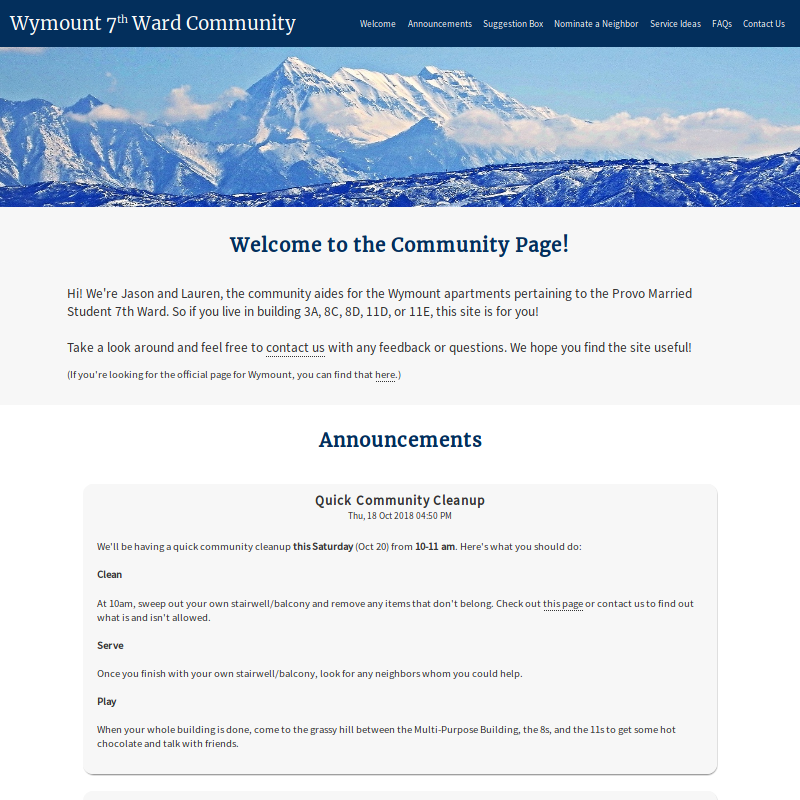 Wymount 7th Ward Community
Welcome Announcements Suggestion Box Nominate a Neighbor Service Ideas FAQs Contact Us
Welcome to the Community Page!
Hi! We're Jason and Lauren, the community aides for the Wymount apartments pertaining to the Provo Married
Student 7th Ward. So if you live in building 3A, 8C, 8D, 11D, or 11E, this site is for you!
Take a look around and feel free to contact us with any feedback or questions. We hope you find the site useful!
(If you're looking for the official page for Wymount, you can find that here.)
Announcements
Quick Community Cleanup
Thu, 18 Oct 2018 04:50 PM
We'll be having a quick community cleanup this Saturday (Oct 20) from 10-11 am. Here's what you should do:
Clean
At 10am, sweep out your own stairwell/balcony and remove any items that don't belong. Check out this page or contact us to find out
what is and isn't allowed.
Serve
Once you finish with your own stairwell/balcony, look for any neighbors whom you could help.
Play
When your whole building is done, come to the grassy hill between the Multi-Purpose Building, the 8s, and the 11s to get some hot
chocolate and talk with friends.